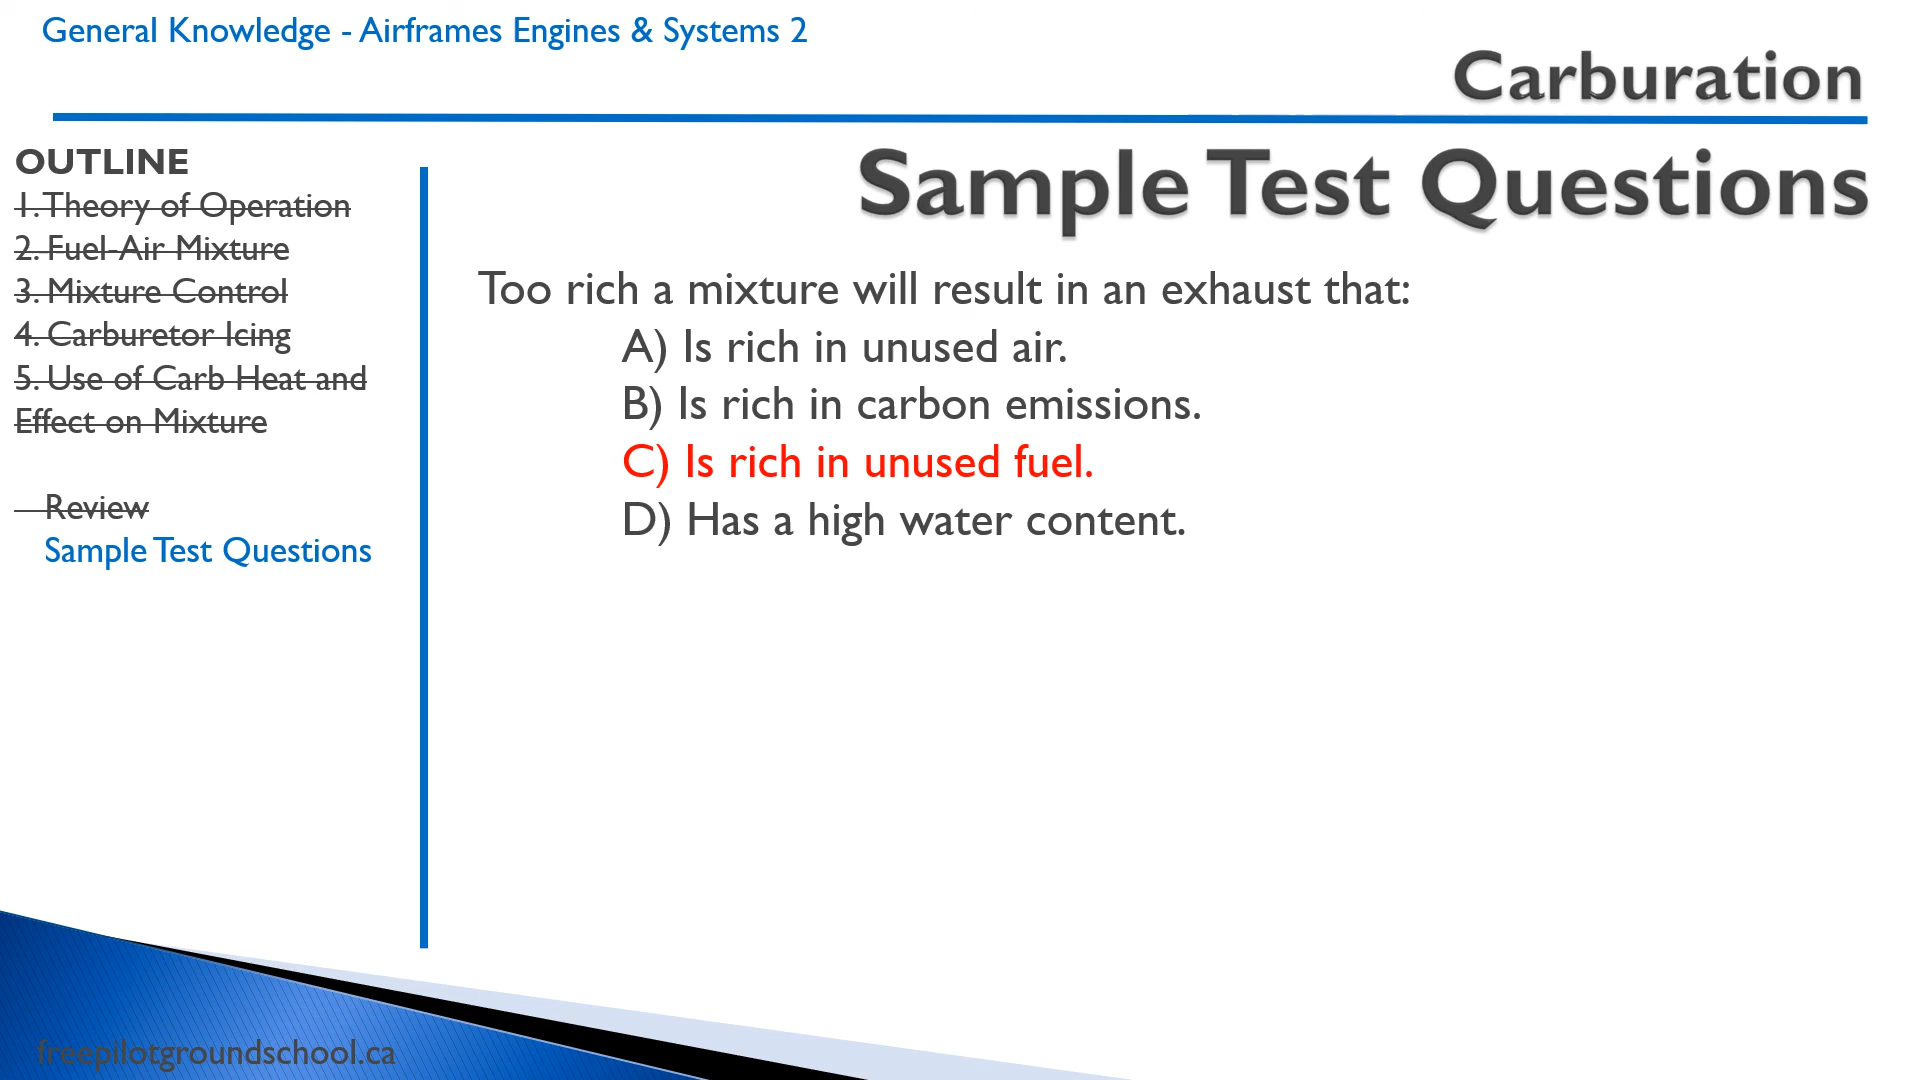 General Knowledge - Airframes Engines & Systems 2
Carburation
OUTLINE
1. Theory of Operation
2. Fuel-Air Mixture
3. Mixture Control
4. Carburetor Icing
5. Use of Carb Heat and
Effect on Mixture
Review
Sample Test Questions
Sample Test Questions
Too rich a mixture will result in an exhaust that:
A) Is rich in unused air.
B) Is rich in carbon emissions.
C) Is rich in unused fuel.
D) Has a high water content.
freepilotgroundschool.ca